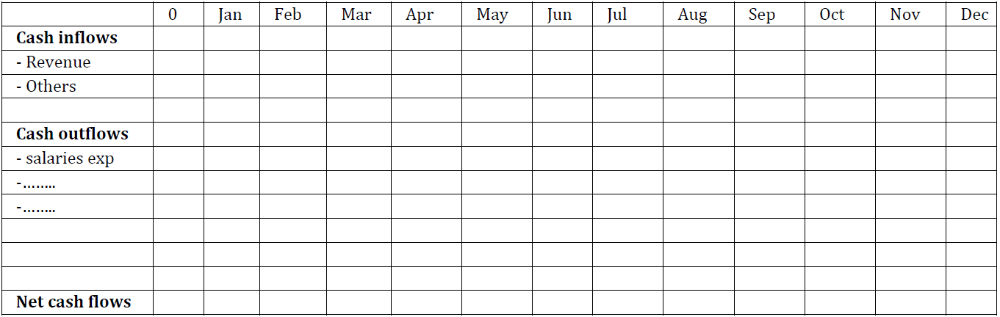 0 Jan Feb Mar Apr May Jun Jul Aug Sep Oct Nov Dec
Cash inflows
- Revenue
- Others
Cash outflows
- salaries exp
-........
-........
Net cash flows